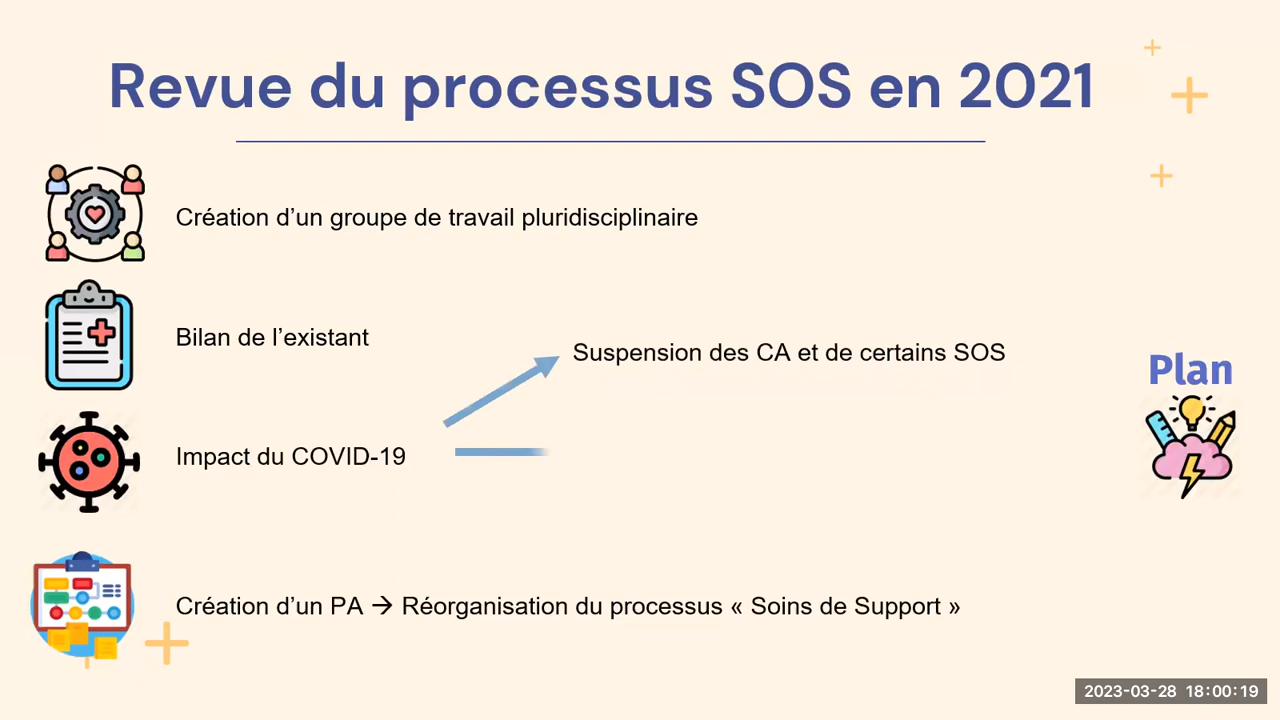 Revue du processus SOS en 2021
Création d’un groupe de travail pluridisciplinaire
Bilan de l’existant
Suspension des CA et de certains SOS
Plan
Impact du COVID-19
Création d’un PA → Réorganisation du processus « Soins de Support »
2023-03-28 18:00:19